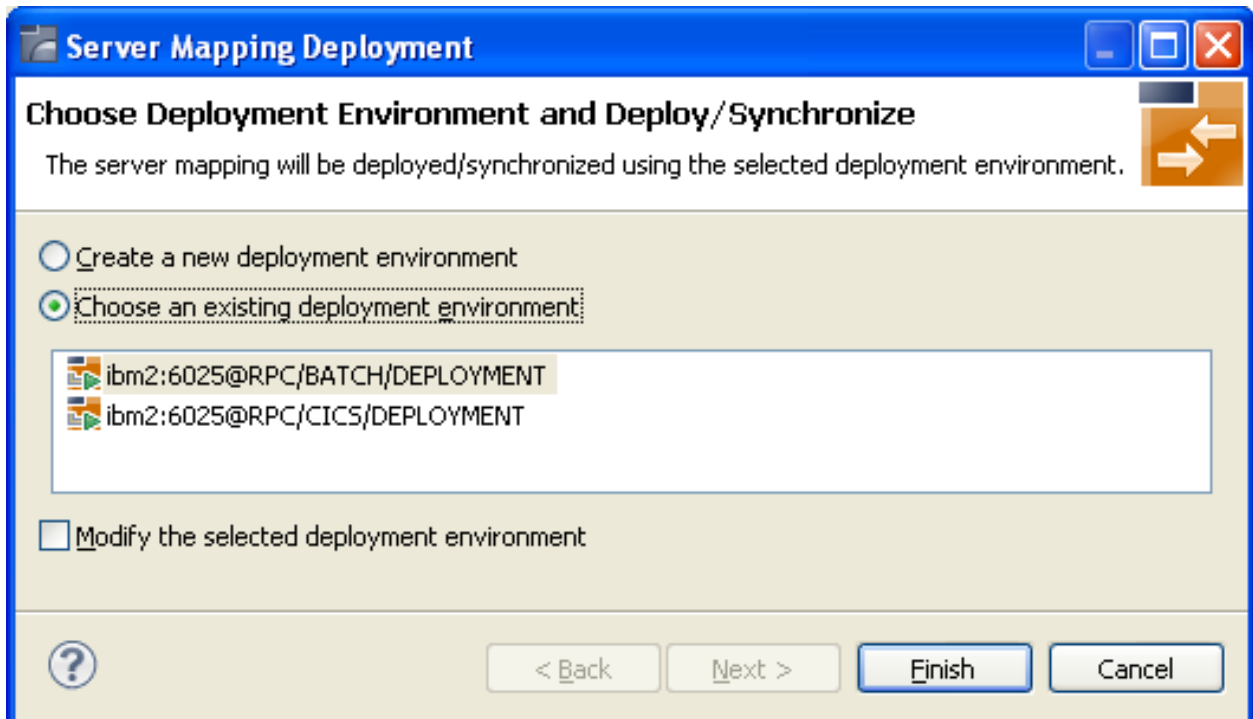 Server Mapping Deployment
Choose Deployment Environment and Deploy/Synchronize
The server mapping will be deployed/synchronized using the selected deployment environment.
Create a new deployment environment
Choose an existing deployment environment
ibm2:6025@RPC/BATCH/DEPLOYMENT
ibm2:6025@RPC/CICS/DEPLOYMENT
Modify the selected deployment environment
? < Back Next > Finish Cancel